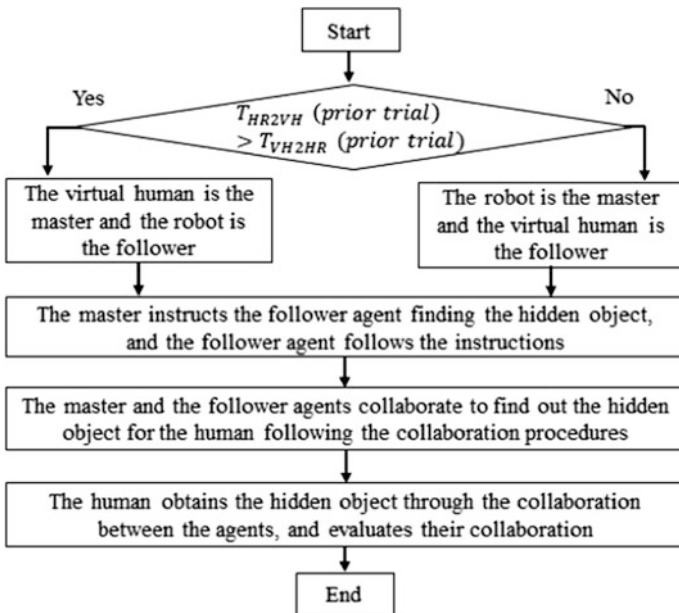 Start
Yes
No
T_HR2VH (prior trial)
> T_VH2HR (prior trial)
The virtual human is the
master and the robot is
the follower
The robot is the master
and the virtual human is
the follower
The master instructs the follower agent finding the hidden object,
and the follower agent follows the instructions
The master and the follower agents collaborate to find out the hidden
object for the human following the collaboration procedures
The human obtains the hidden object through the collaboration
between the agents, and evaluates their collaboration
End